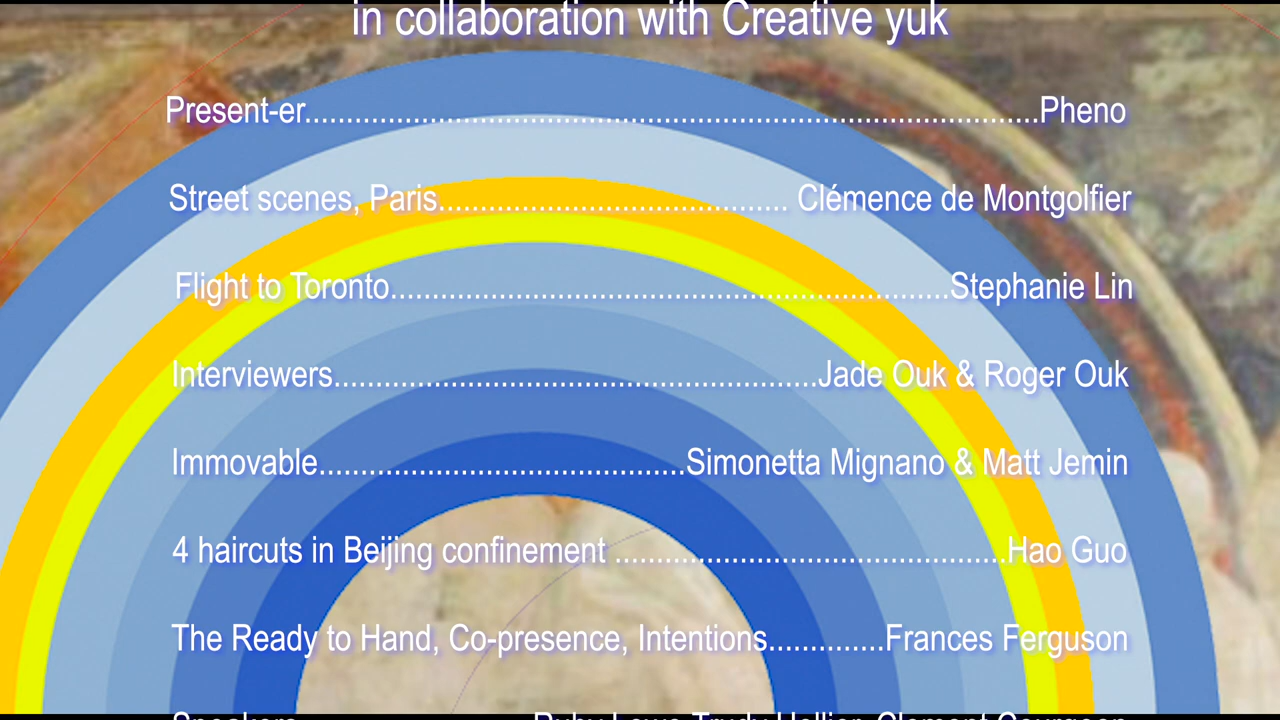 in collaboration with Creative yuk
Present-er........................................................................................Pheno
Street scenes, Paris.......................................... Clémence de Montgolfier
Flight to Toronto...................................................................Stephanie Lin
Interviewers..........................................................Jade Ouk & Roger Ouk
Immovable............................................Simonetta Mignano & Matt Jemin
4 haircuts in Beijing confinement ...............................................Hao Guo
The Ready to Hand, Co-presence, Intentions..............Frances Ferguson
Speakers